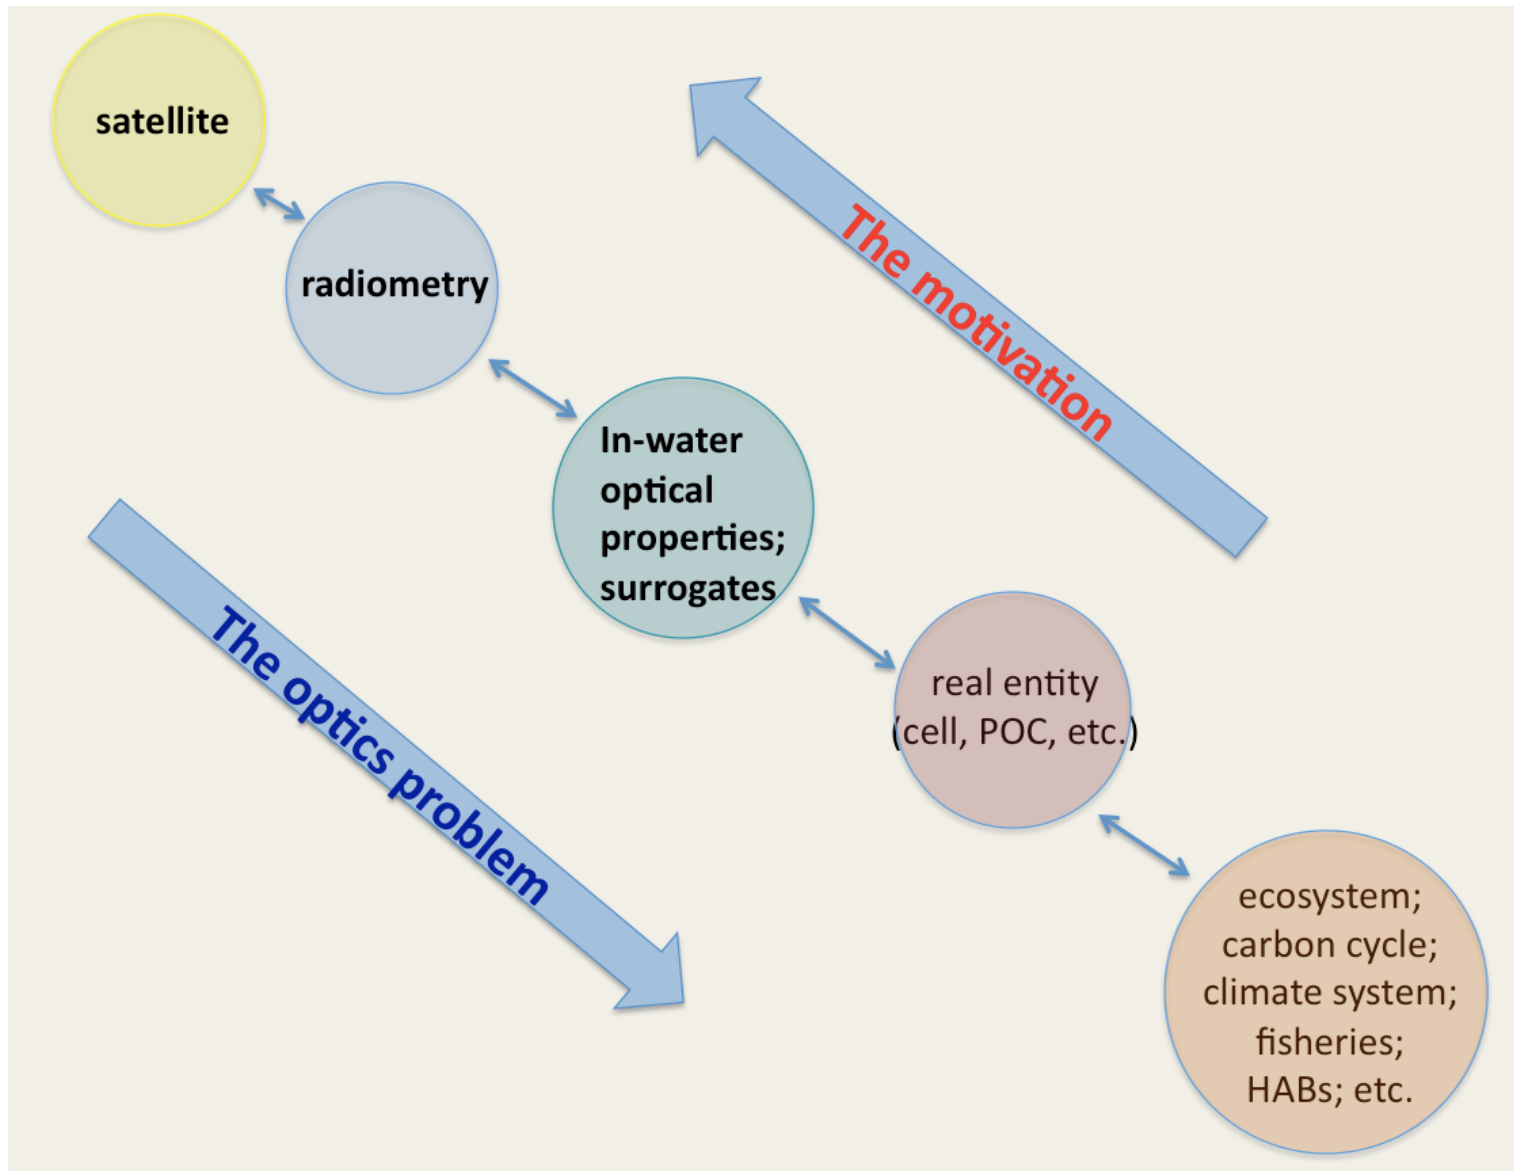 satellite
radiometry
The motivation
In-water
optical
properties;
surrogates
The optics problem
real entity
(cell, POC, etc.)
ecosystem;
carbon cycle;
climate system;
fisheries;
HABs; etc.